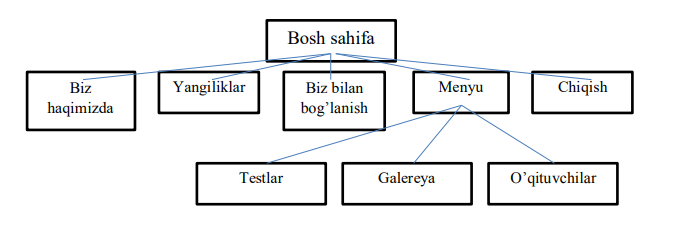 Bosh sahifa
Biz
haqimizda
Yangiliklar
Biz bilan
bog’lanish
Menyu
Chiqish
Testlar
Galereya
O’qituvchilar